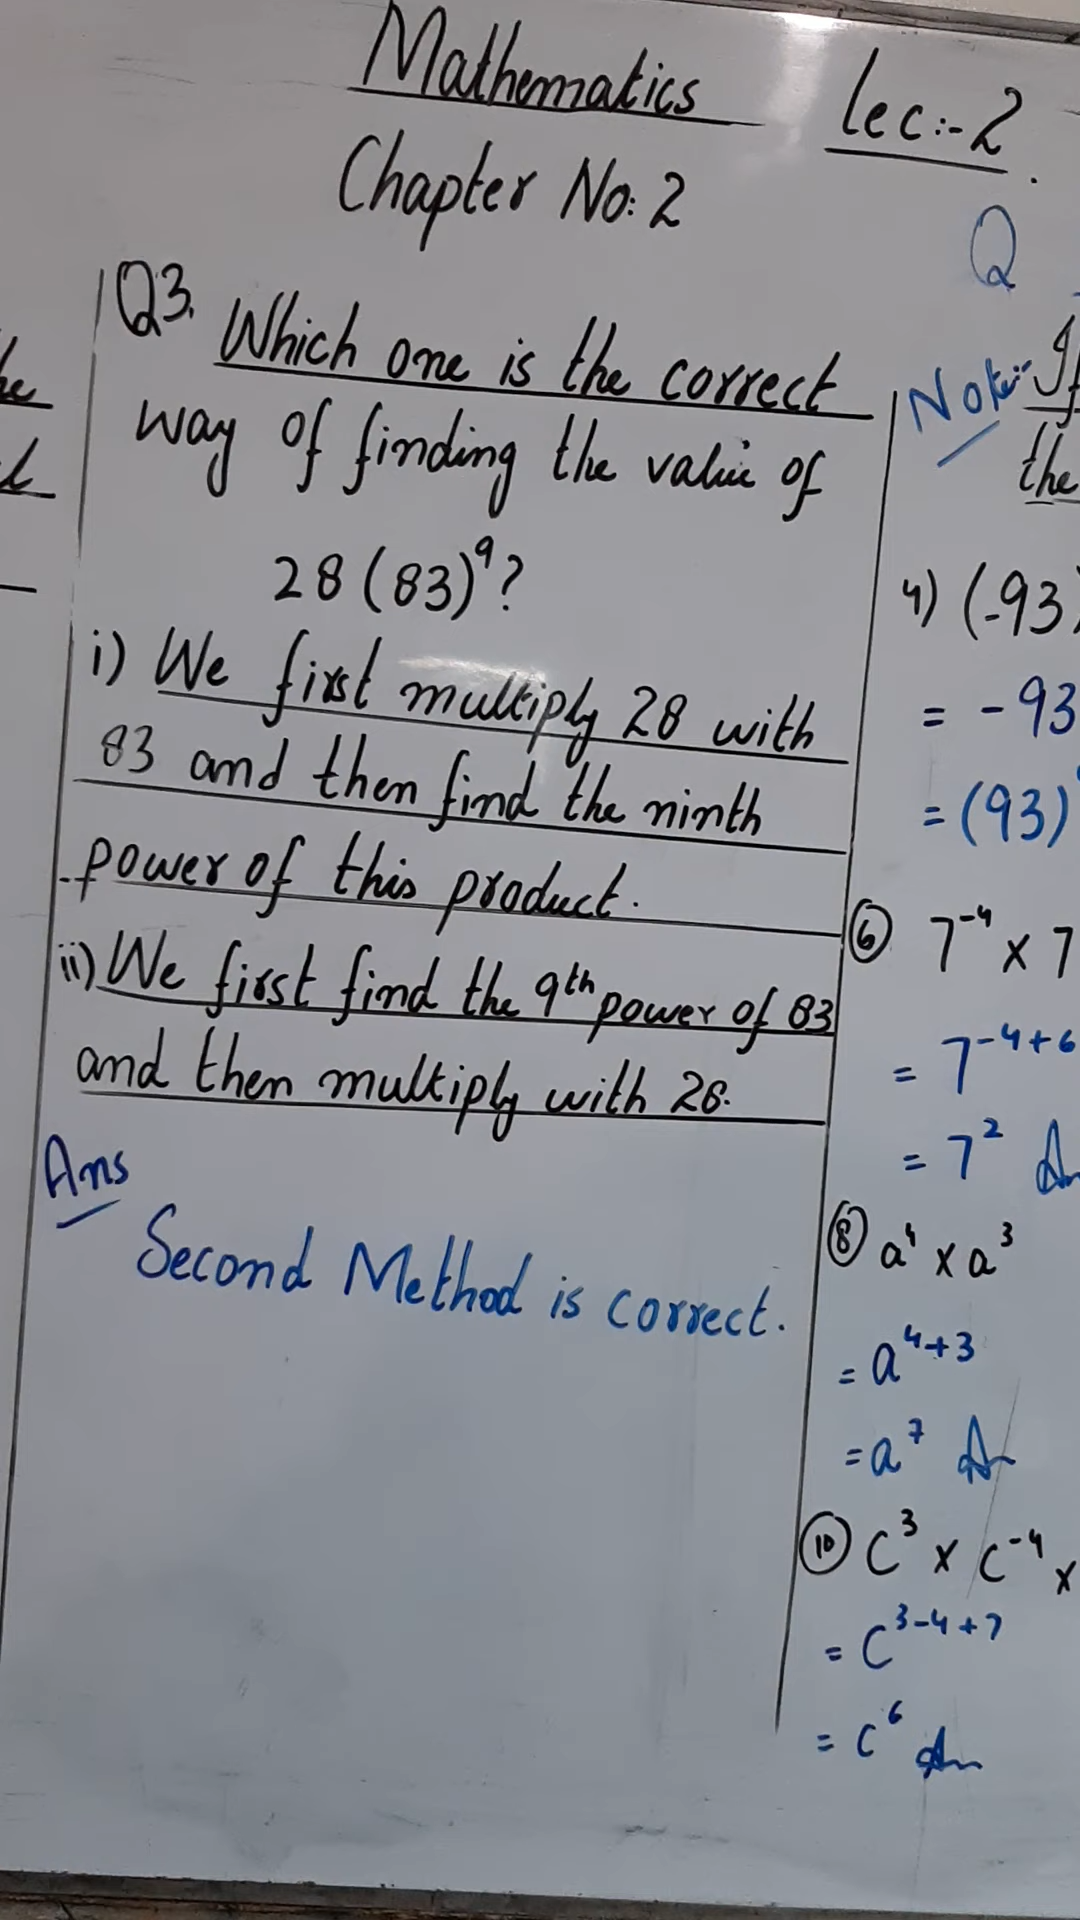 Mathematics
lec:-2.
Chapter No: 2
Q3. Which one is the correct
way of finding the value of
28(83)⁹?
i) We first multiply 28 with
83 and then find the ninth
power of this product.
ii) We first find the 9th power of 83
and then multiply with 28.
Ans
Second Method is correct.
Q
Note:- If
the
4) (-93)
= -93
= (93)
⑥ 7⁻⁴ × 7
= 7⁻⁴⁺⁶
= 7²
⑧ a⁴ × a³
= a⁴⁺³
= a⁷
⑩ c³ × c⁻⁴ ×
= c³⁻⁴⁺⁷
= c⁶